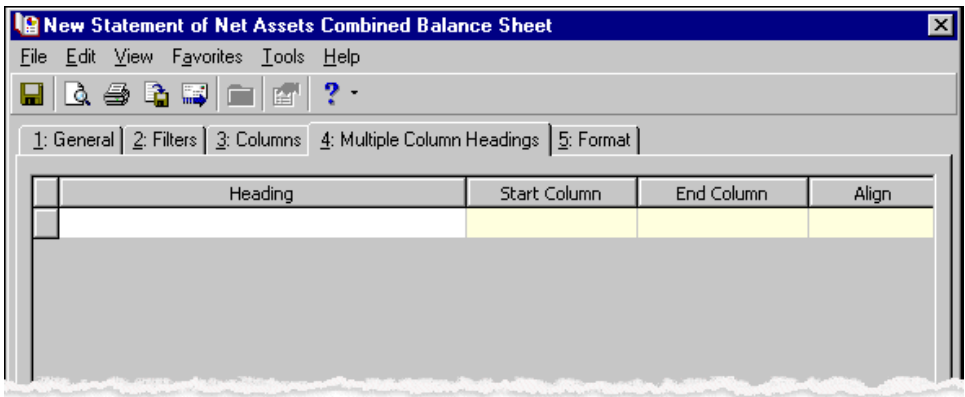 New Statement of Net Assets Combined Balance Sheet
File Edit View Favorites Tools Help
?
1: General 2: Filters 3: Columns 4: Multiple Column Headings 5: Format
Heading Start Column End Column Align